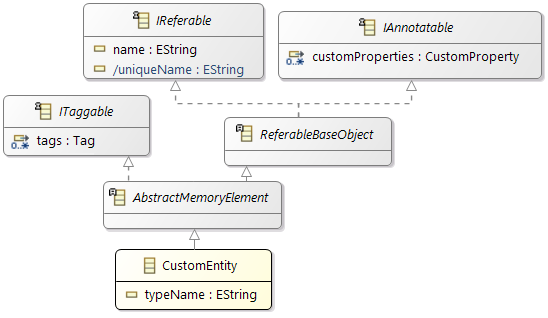 IReferable
name : EString
/uniqueName : EString
IAnnotatable
customProperties : CustomProperty
0..*
ITaggable
tags : Tag
0..*
ReferableBaseObject
AbstractMemoryElement
CustomEntity
typeName : EString